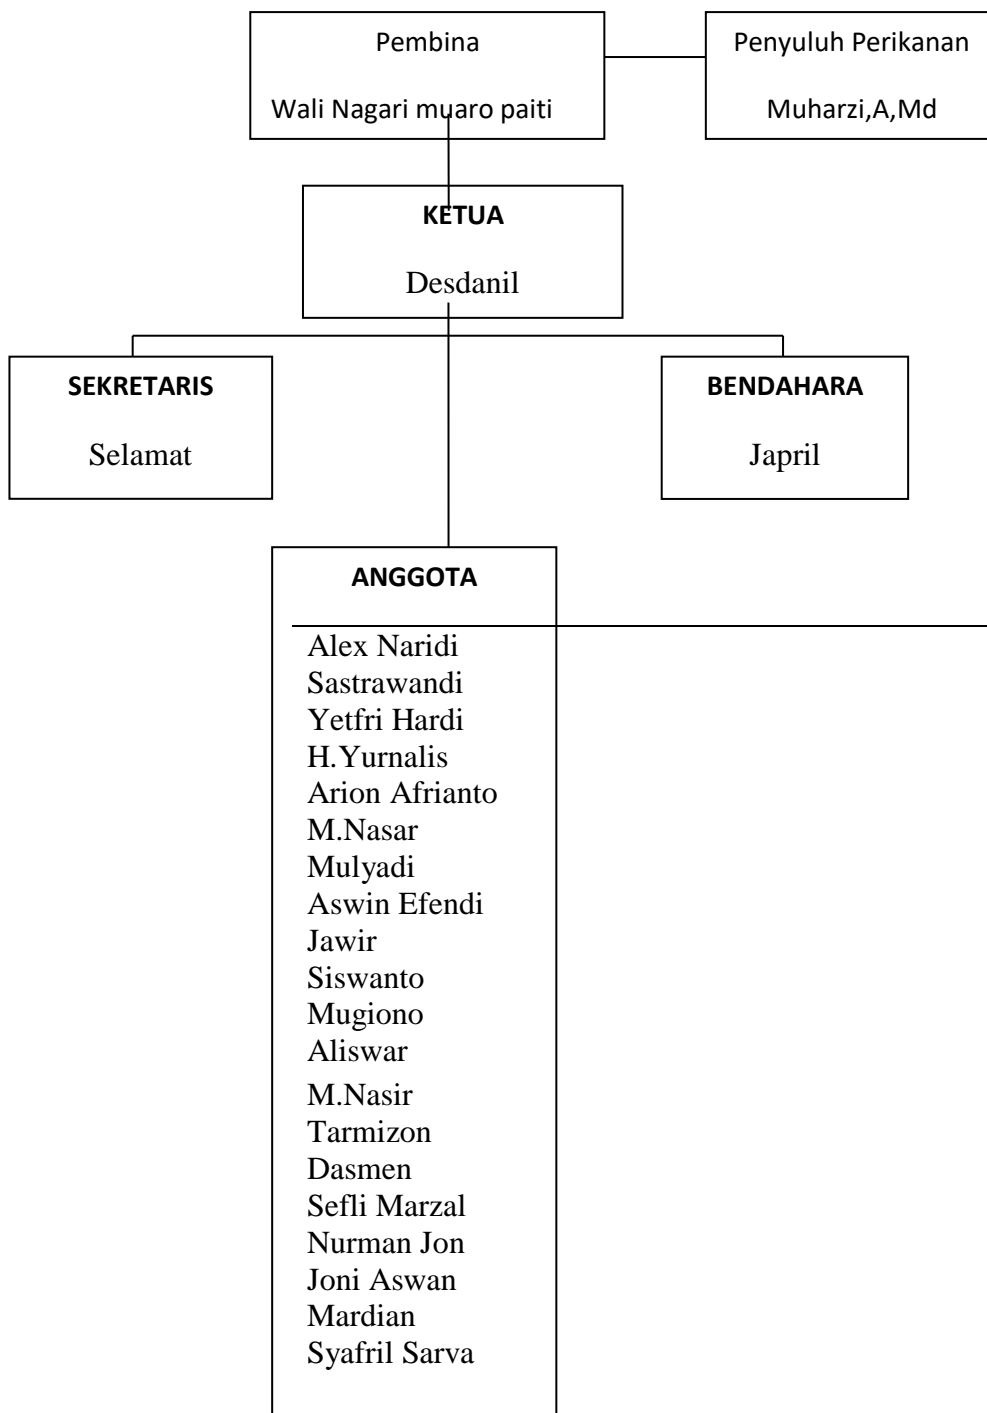 Pembina
Wali Nagari muaro paiti
Penyuluh Perikanan
Muharzi,A,Md
KETUA
Desdanil
SEKRETARIS
Selamat
BENDAHARA
Japril
ANGGOTA
Alex Naridi
Sastrawandi
Yetfri Hardi
H.Yurnalis
Arion Afrianto
M.Nasar
Mulyadi
Aswin Efendi
Jawir
Siswanto
Mugiono
Aliswar
M.Nasir
Tarmizon
Dasmen
Sefli Marzal
Nurman Jon
Joni Aswan
Mardian
Syafril Sarva